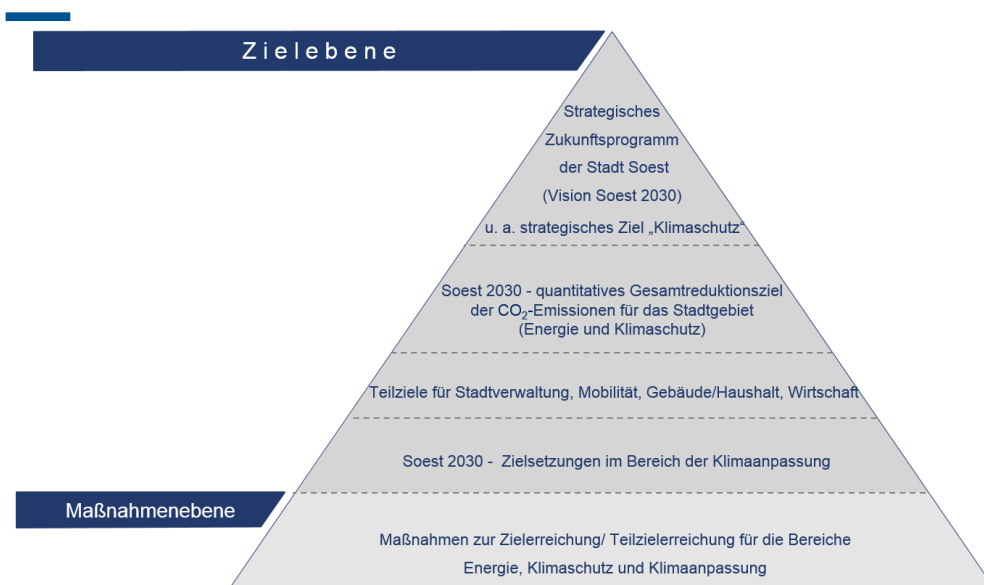 Zielebene
Strategisches
Zukunftsprogramm
der Stadt Soest
(Vision Soest 2030)
u. a. strategisches Ziel „Klimaschutz“
Soest 2030 - quantitatives Gesamtreduktionsziel
der CO₂-Emissionen für das Stadtgebiet
(Energie und Klimaschutz)
Teilziele für Stadtverwaltung, Mobilität, Gebäude/Haushalt, Wirtschaft
Soest 2030 - Zielsetzungen im Bereich der Klimaanpassung
Maßnahmenebene
Maßnahmen zur Zielerreichung/ Teilzielerreichung für die Bereiche
Energie, Klimaschutz und Klimaanpassung